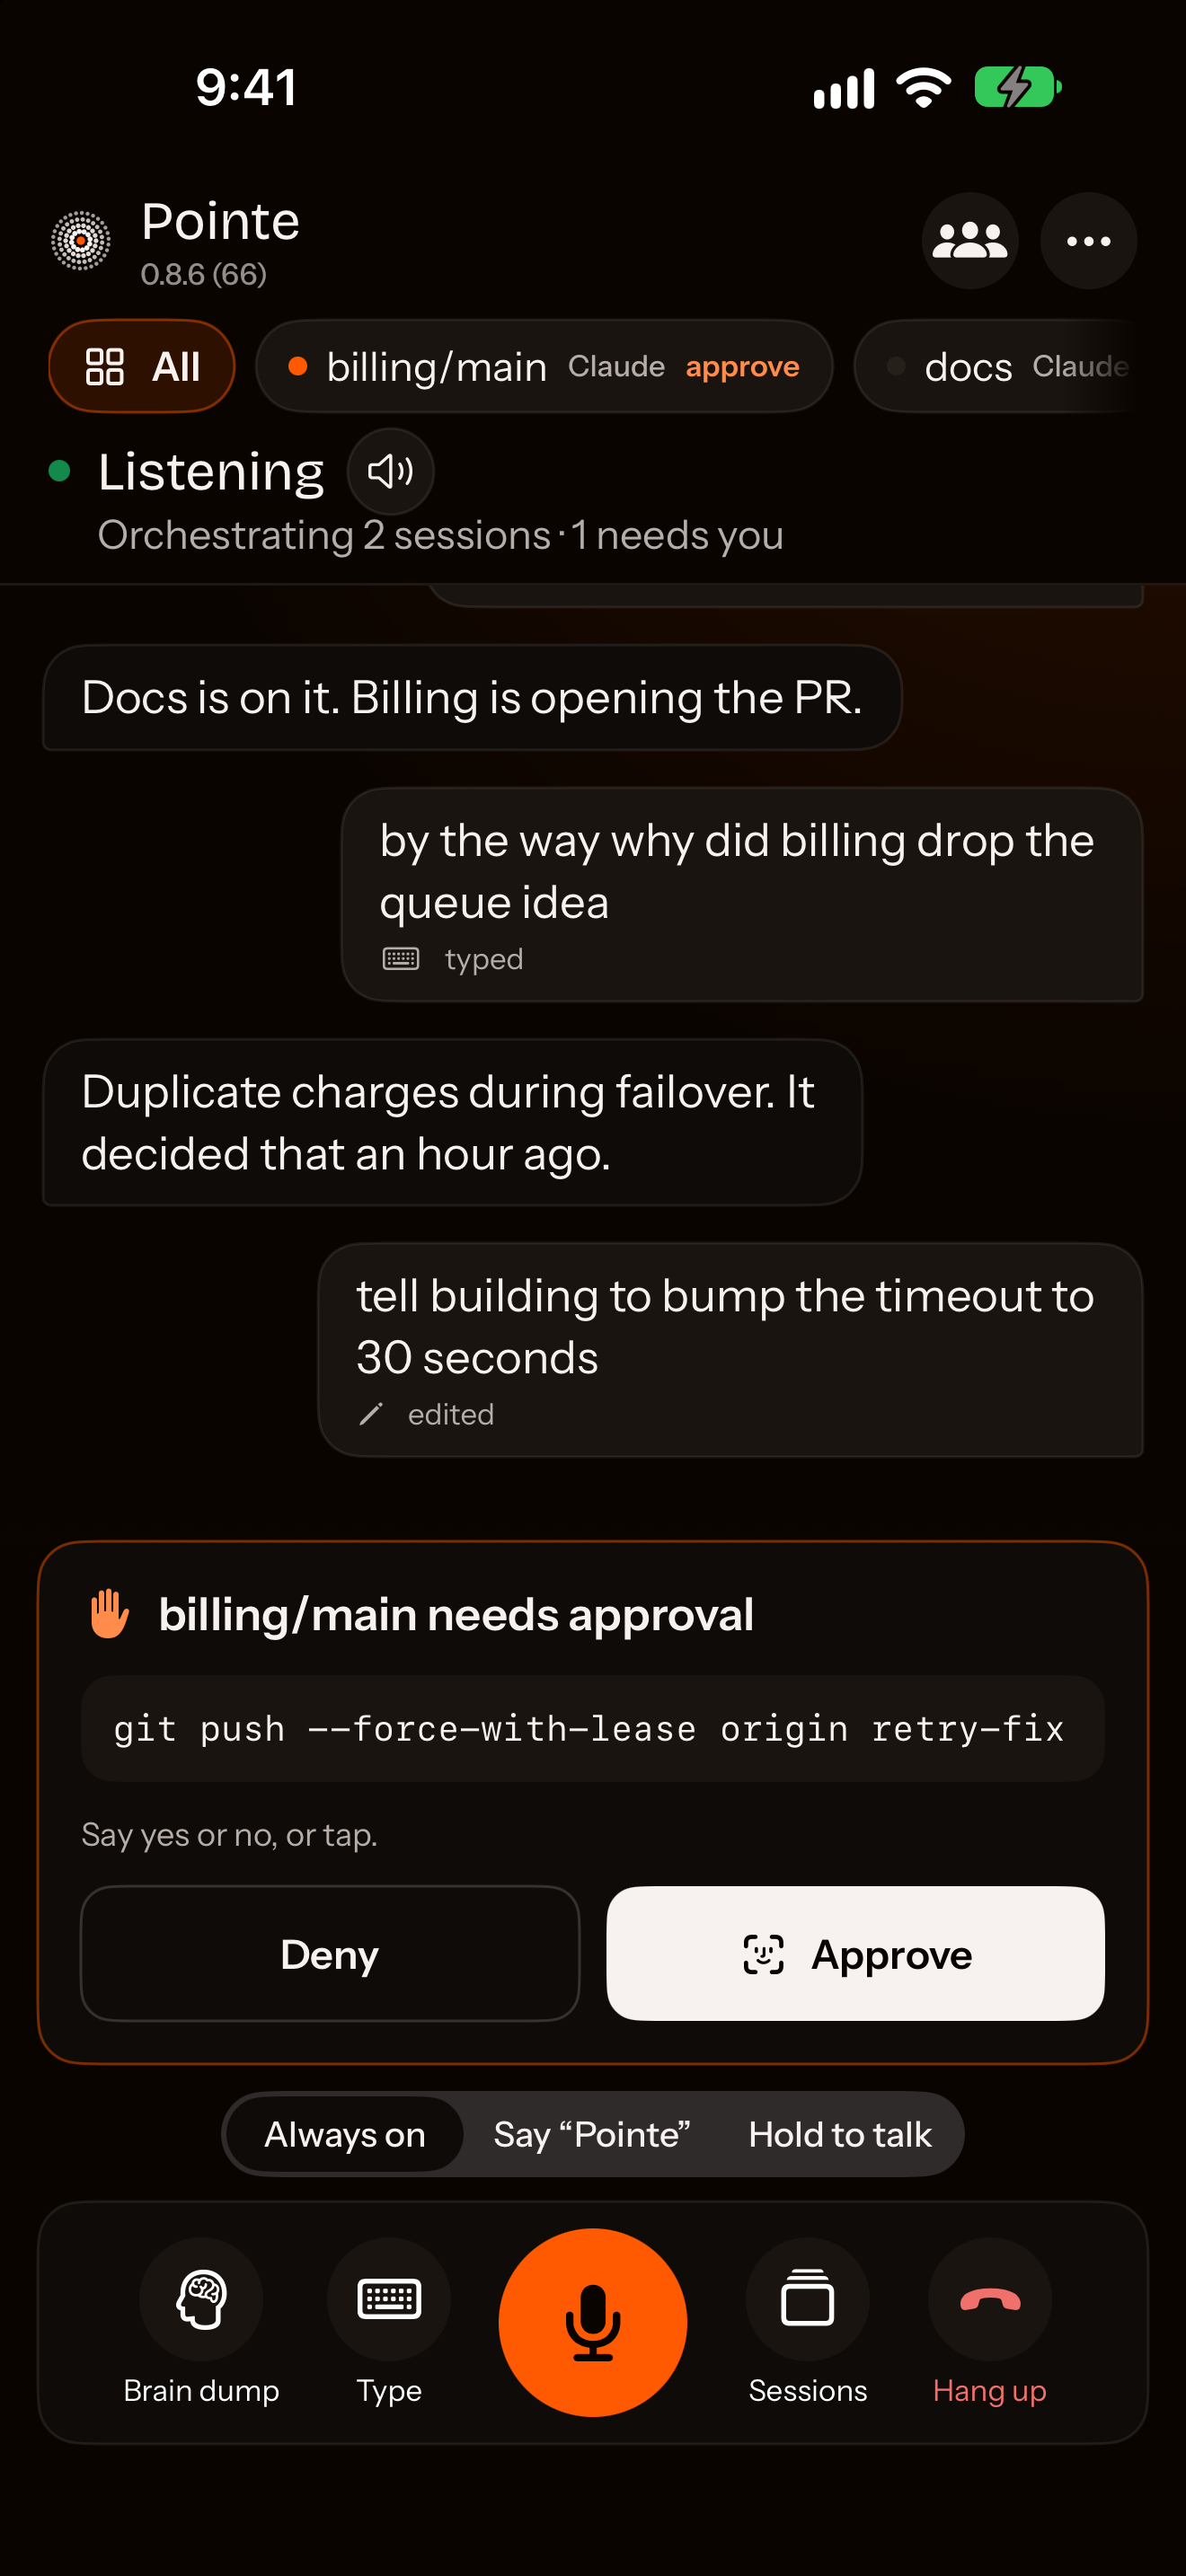 9:41
Pointe
0.8.6 (66)
All
billing/main Claude approve
docs Claude
Listening
Orchestrating 2 sessions · 1 needs you
Docs is on it. Billing is opening the PR.
by the way why did billing drop the
queue idea
typed
Duplicate charges during failover. It
decided that an hour ago.
tell building to bump the timeout to
30 seconds
edited
billing/main needs approval
git push --force-with-lease origin retry-fix
Say yes or no, or tap.
Deny
Approve
Always on
Say “Pointe”
Hold to talk
Brain dump
Type
Sessions
Hang up